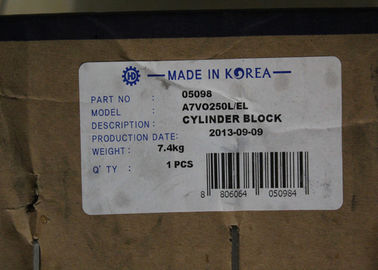 HD MADE IN KOREA
PART NO : 05098
MODEL : A7VO250L/EL
DESCRIPTION : CYLINDER BLOCK
PRODUCTION DATE: 2013-09-09
WEIGHT : 7.4kg
Q'TY : 1 PCS
8 806064 050984